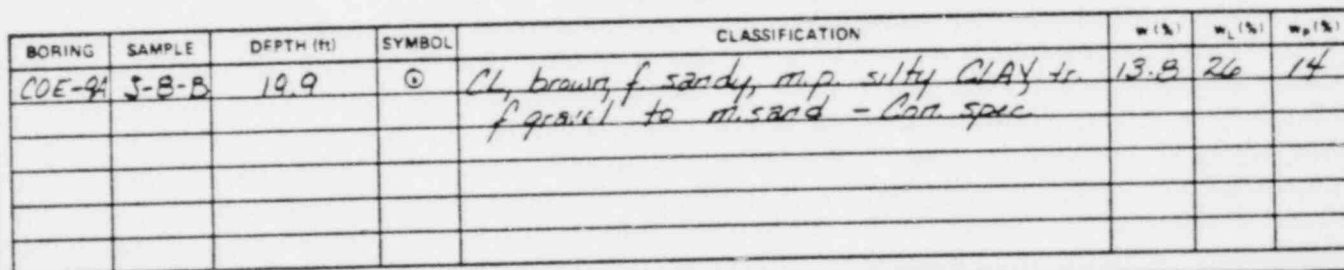 BORING SAMPLE DEPTH (ft) SYMBOL CLASSIFICATION w (%) wL (%) wP (%)
COE-9A S-8-B 19.9 CL, brown, f. sandy, m.p. silty CLAY tr. 13.8 26 14
f gravel to m. sand - Con. spec